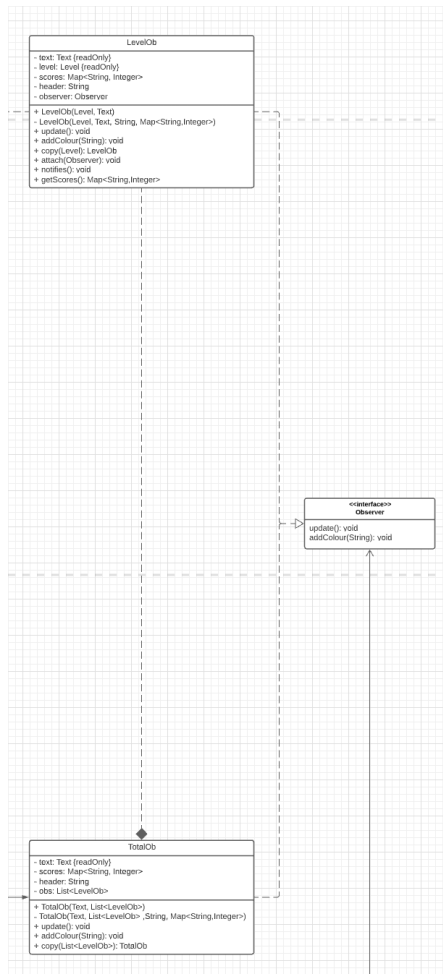 LevelOb
- text: Text {readOnly}
- level: Level {readOnly}
- scores: Map<String, Integer>
- header: String
- observer: Observer
+ LevelOb(Level, Text)
- LevelOb(Level, Text, String, Map<String,Integer>)
+ update(): void
+ addColour(String): void
+ copy(Level): LevelOb
+ attach(Observer): void
+ notifies(): void
+ getScores(): Map<String,Integer>
<<interface>>
Observer
update(): void
addColour(String): void
TotalOb
- text: Text {readOnly}
- scores: Map<String, Integer>
- header: String
- obs: List<LevelOb>
+ TotalOb(Text, List<LevelOb>)
- TotalOb(Text, List<LevelOb> ,String, Map<String,Integer>)
+ update(): void
+ addColour(String): void
+ copy(List<LevelOb>): TotalOb